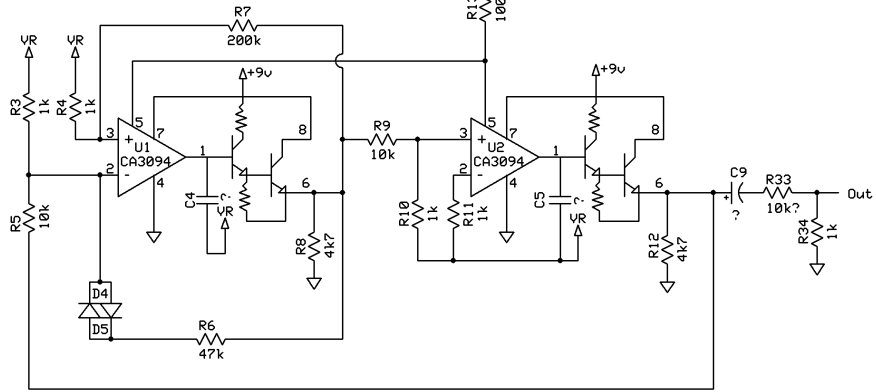 R7
200k
R13
100
VR
VR
+9v
+9v
R3
1k
R4
1k
5
7
8
3
+
U1
CA3094
1
2
-
4
6
C4
?
VR
R5
10k
R8
4k7
D4
D5
R6
47k
R9
10k
5
7
8
3
+
U2
CA3094
1
2
-
4
6
R10
1k
R11
1k
C5
?
VR
R12
4k7
C9
+
?
R33
10k?
Out
R34
1k